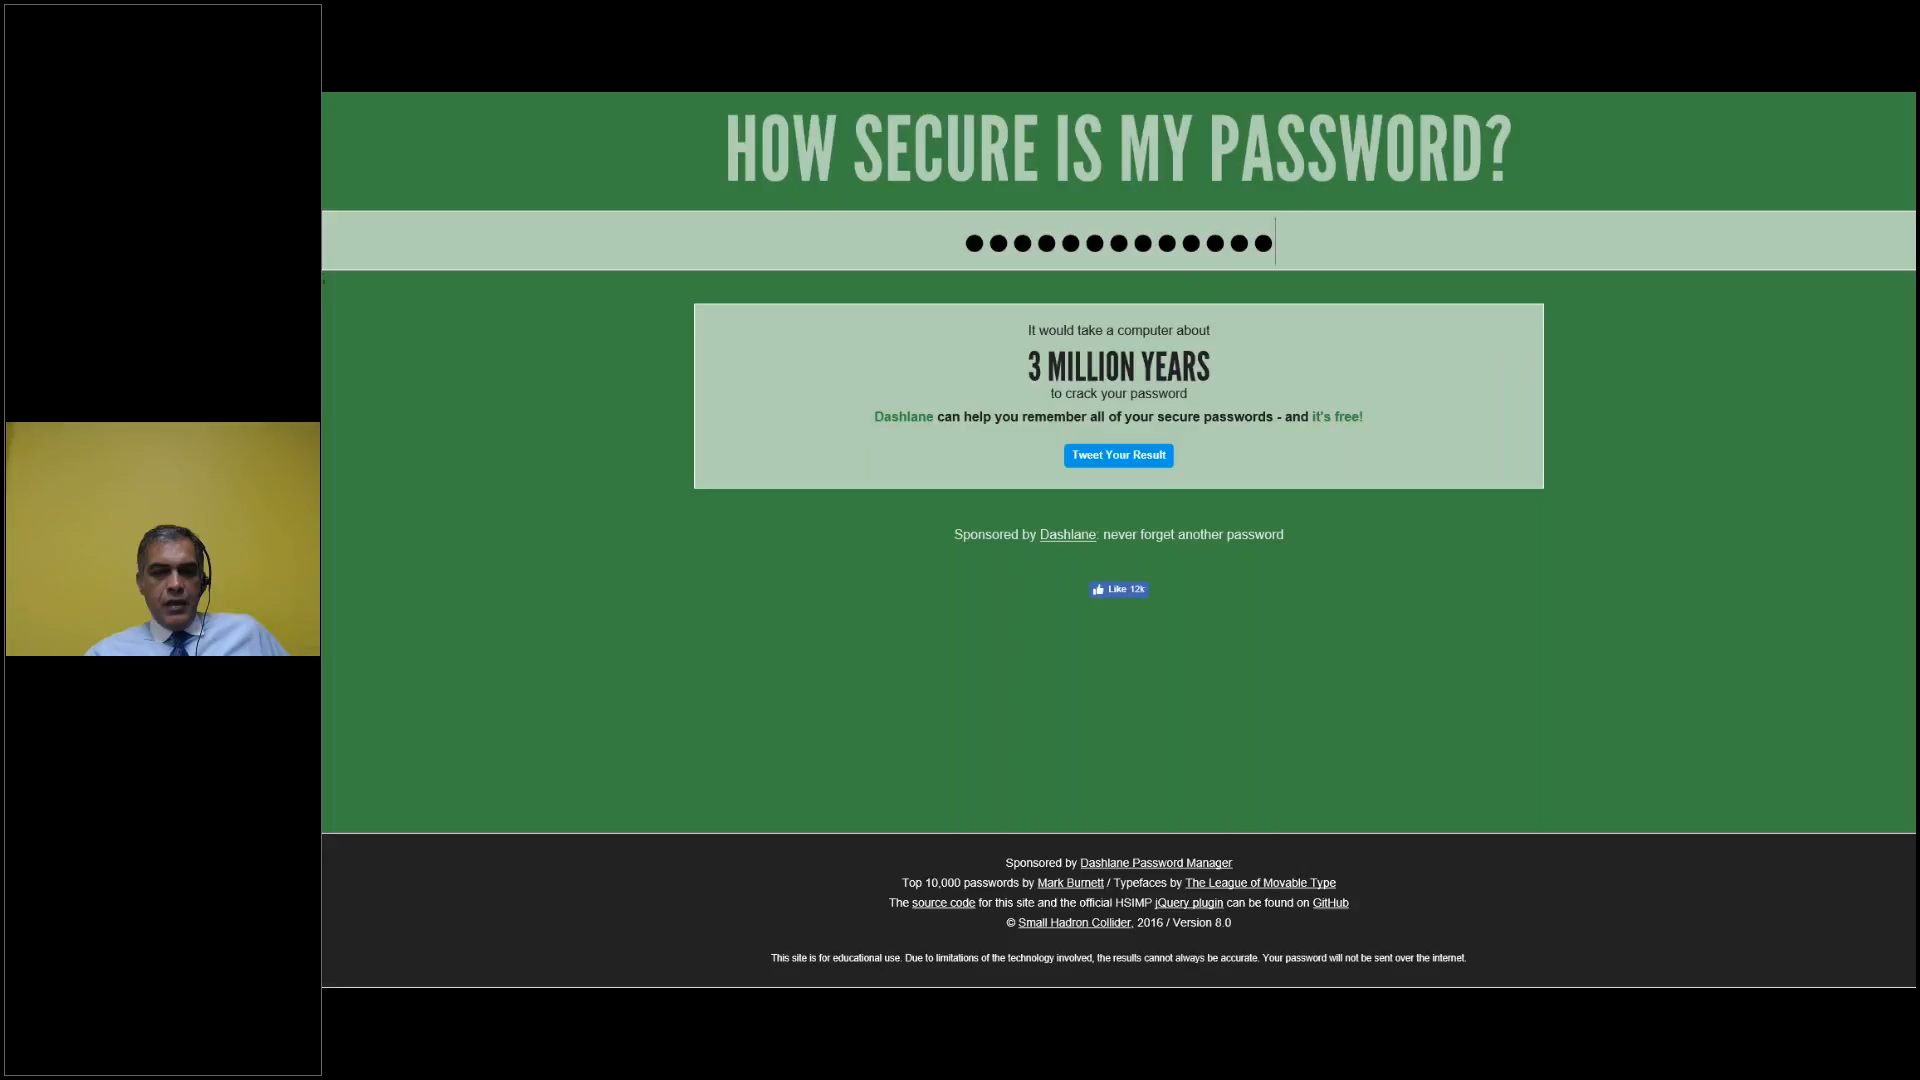 HOW SECURE IS MY PASSWORD?
It would take a computer about
3 MILLION YEARS
to crack your password
Dashlane can help you remember all of your secure passwords - and it's free!
Tweet Your Result
Sponsored by Dashlane: never forget another password
Like 12k
Sponsored by Dashlane Password Manager
Top 10,000 passwords by Mark Burnett / Typefaces by The League of Movable Type
The source code for this site and the official HSIMP jQuery plugin can be found on GitHub
© Small Hadron Collider, 2016 / Version 8.0
This site is for educational use. Due to limitations of the technology involved, the results cannot always be accurate. Your password will not be sent over the internet.